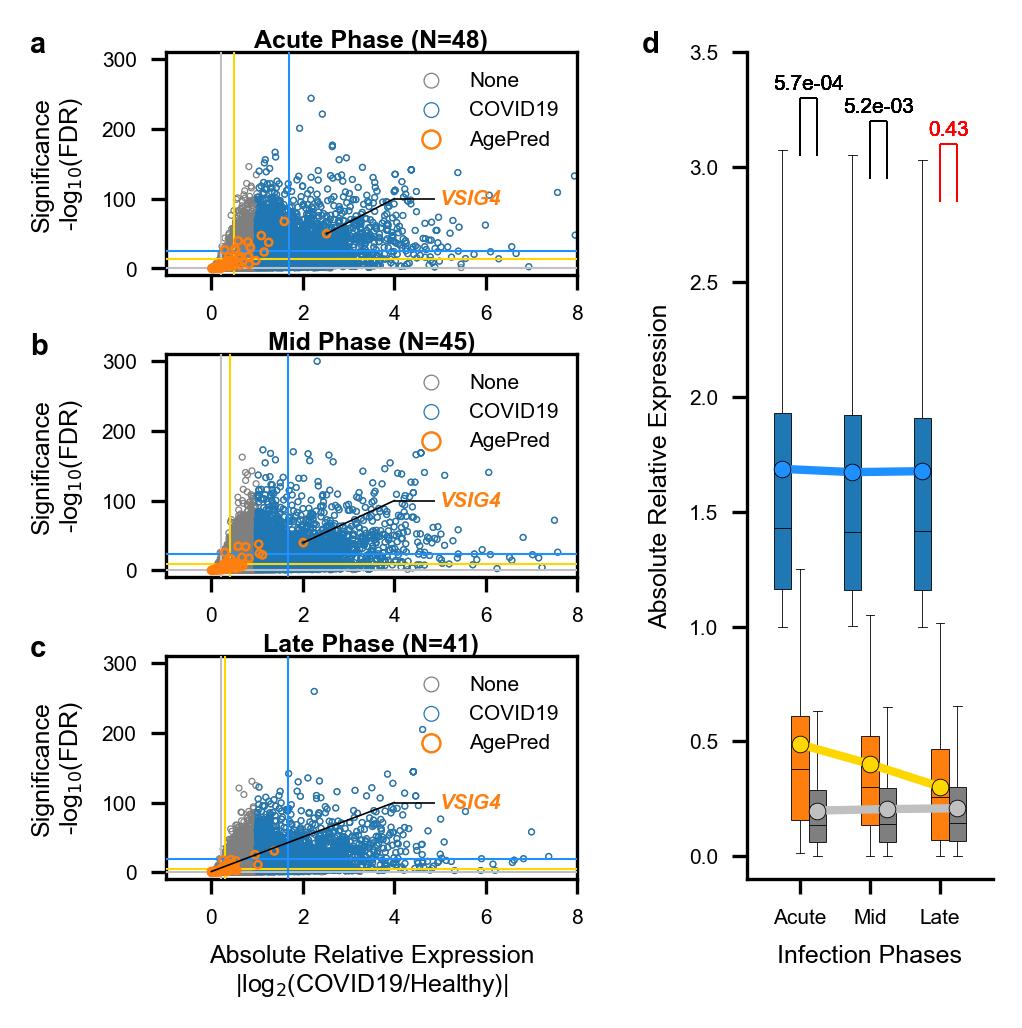 a
Acute Phase (N=48)
300
200
100
0
Significance
-log10(FDR)
None
COVID19
AgePred
VSIG4
0
2
4
6
8
b
Mid Phase (N=45)
300
200
100
0
Significance
-log10(FDR)
None
COVID19
AgePred
VSIG4
0
2
4
6
8
c
Late Phase (N=41)
300
200
100
0
Significance
-log10(FDR)
None
COVID19
AgePred
VSIG4
0
2
4
6
8
Absolute Relative Expression
|log2(COVID19/Healthy)|
d
3.5
3.0
2.5
2.0
1.5
1.0
0.5
0.0
Absolute Relative Expression
5.7e-04
5.2e-03
0.43
Acute
Mid
Late
Infection Phases